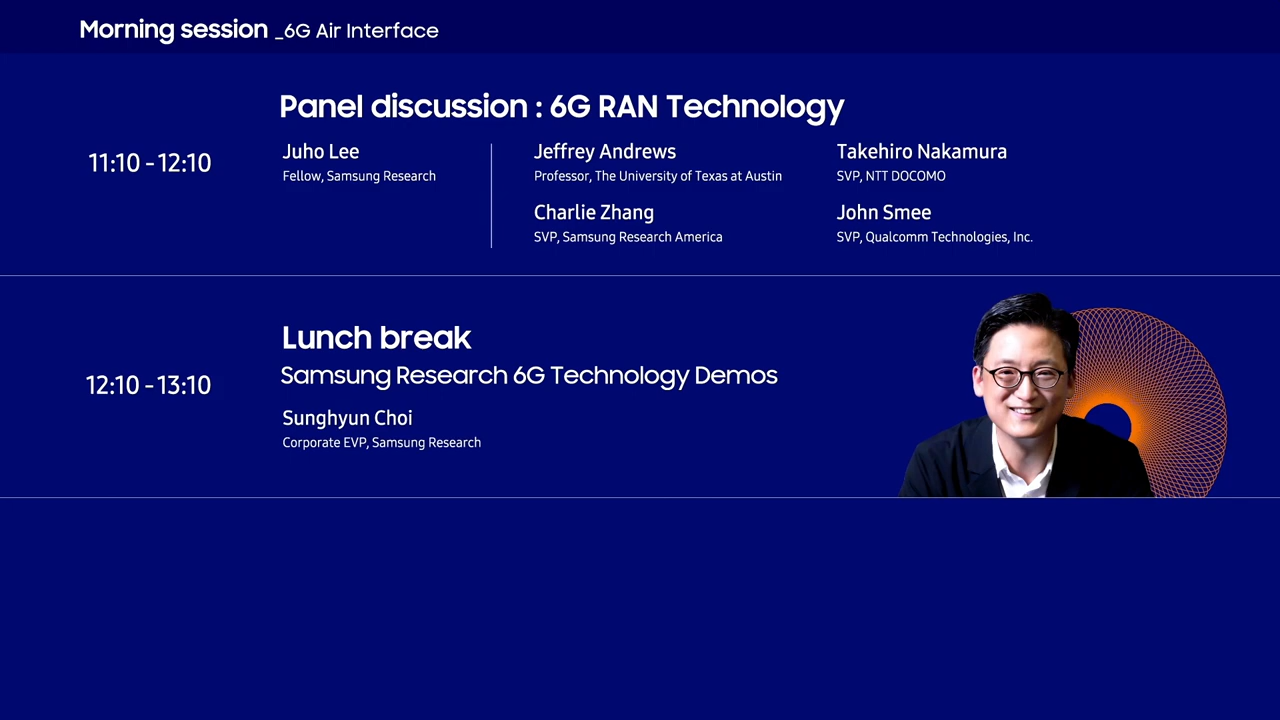 Morning session _6G Air Interface
Panel discussion : 6G RAN Technology
11:10 - 12:10
Juho Lee
Fellow, Samsung Research
Jeffrey Andrews
Professor, The University of Texas at Austin
Takehiro Nakamura
SVP, NTT DOCOMO
Charlie Zhang
SVP, Samsung Research America
John Smee
SVP, Qualcomm Technologies, Inc.
12:10 - 13:10
Lunch break
Samsung Research 6G Technology Demos
Sunghyun Choi
Corporate EVP, Samsung Research